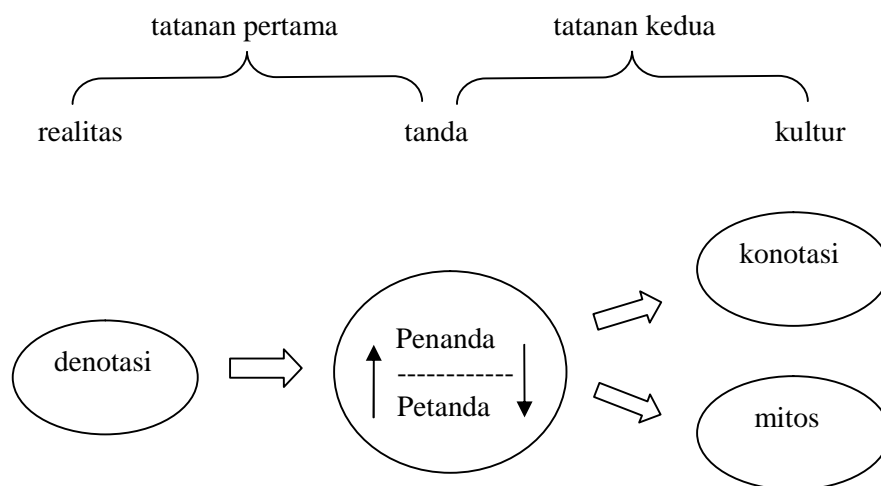 tatanan pertama tatanan kedua
realitas tanda kultur
konotasi
Penanda
denotasi
Petanda
mitos